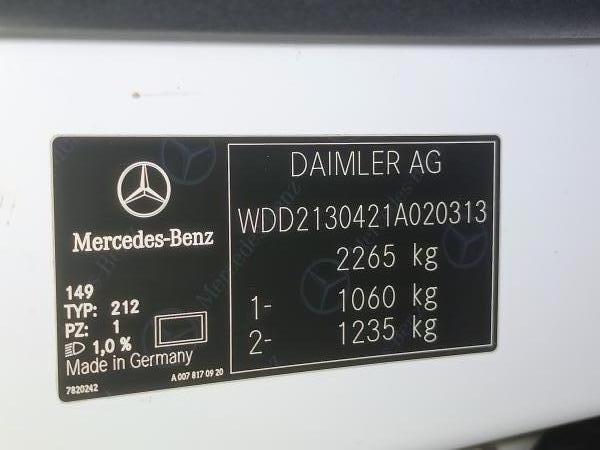 Mercedes-Benz
149
TYP: 212
PZ: 1
1,0 %
Made in Germany
7820242
A 007 817 09 20
DAIMLER AG
WDD2130421A020313
2265 kg
1- 1060 kg
2- 1235 kg